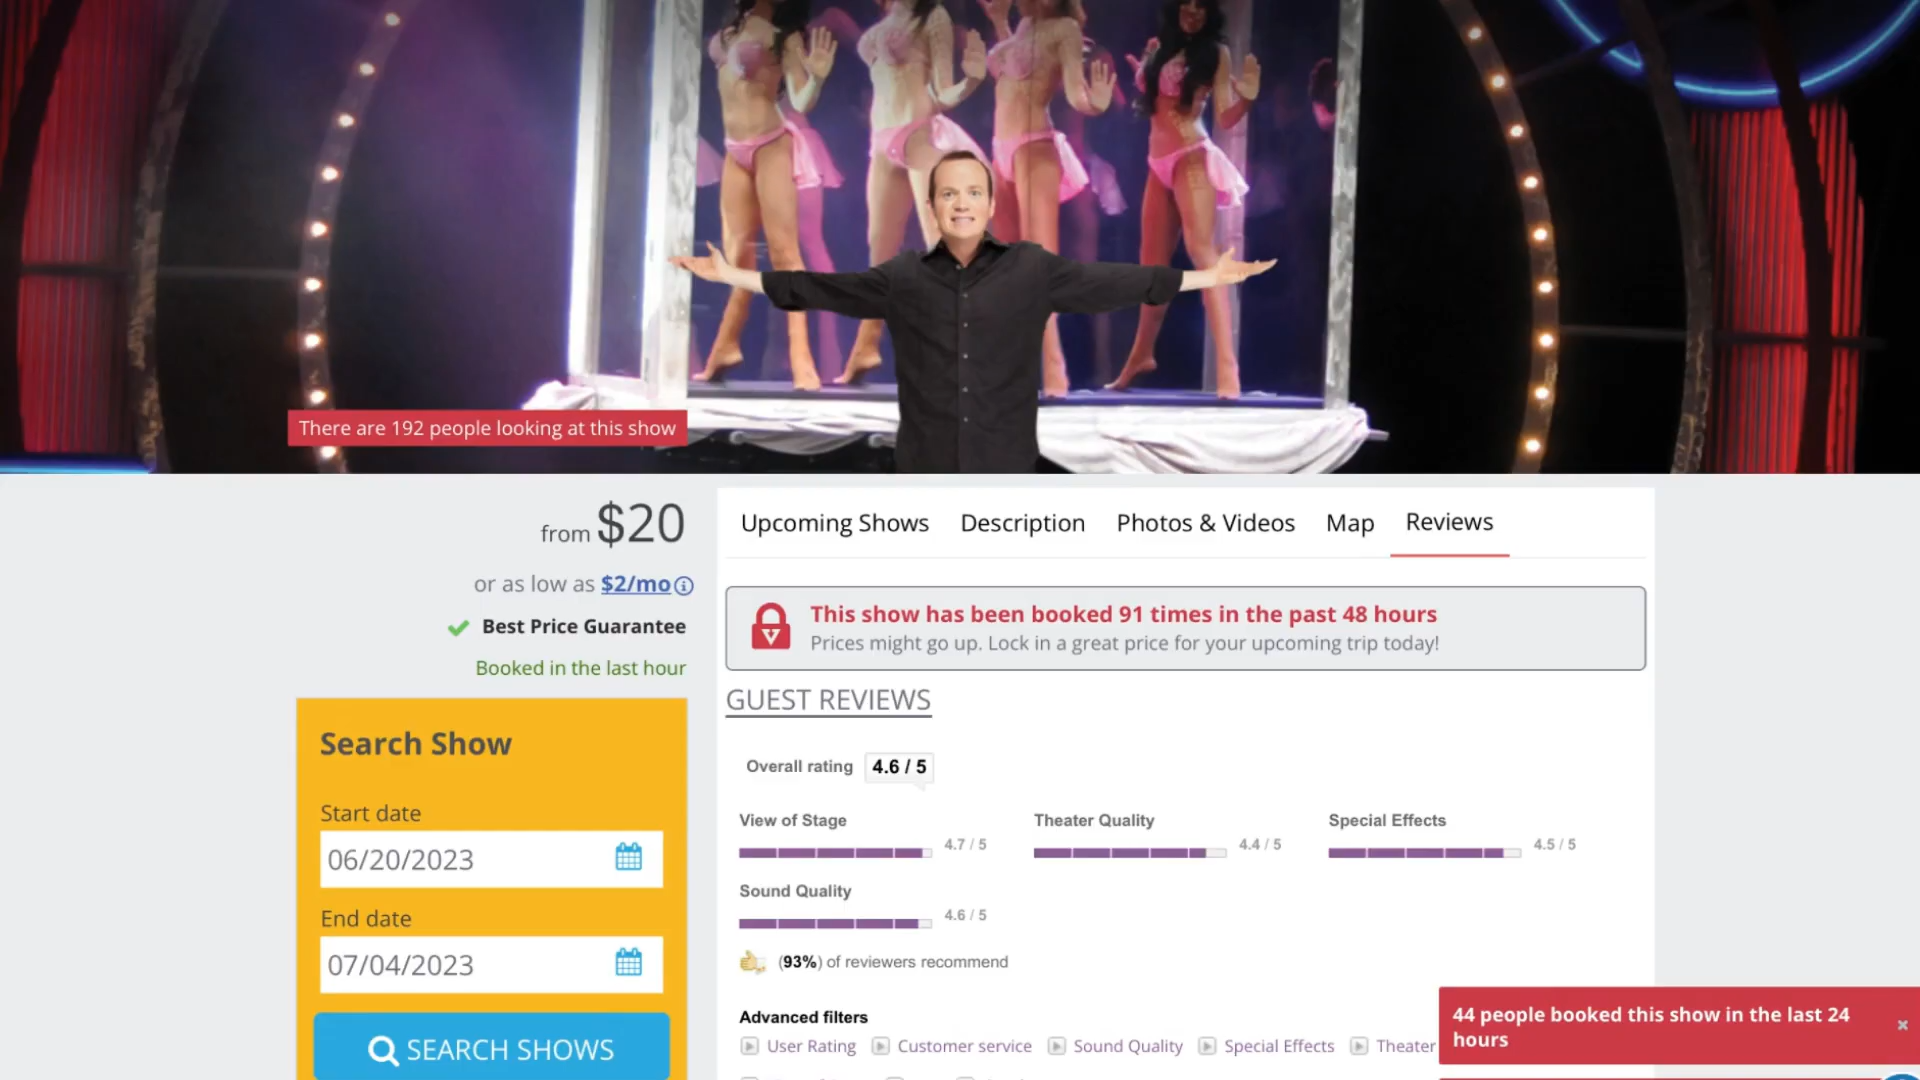 There are 192 people looking at this show
from $20
or as low as $2/mo
Best Price Guarantee
Booked in the last hour
Search Show
Start date
06/20/2023
End date
07/04/2023
SEARCH SHOWS
Upcoming Shows Description Photos & Videos Map Reviews
This show has been booked 91 times in the past 48 hours
Prices might go up. Lock in a great price for your upcoming trip today!
GUEST REVIEWS
Overall rating 4.6 / 5
View of Stage
4.7 / 5
Theater Quality
4.4 / 5
Special Effects
4.5 / 5
Sound Quality
4.6 / 5
(93%) of reviewers recommend
Advanced filters
User Rating Customer service Sound Quality Special Effects Theater
44 people booked this show in the last 24
hours